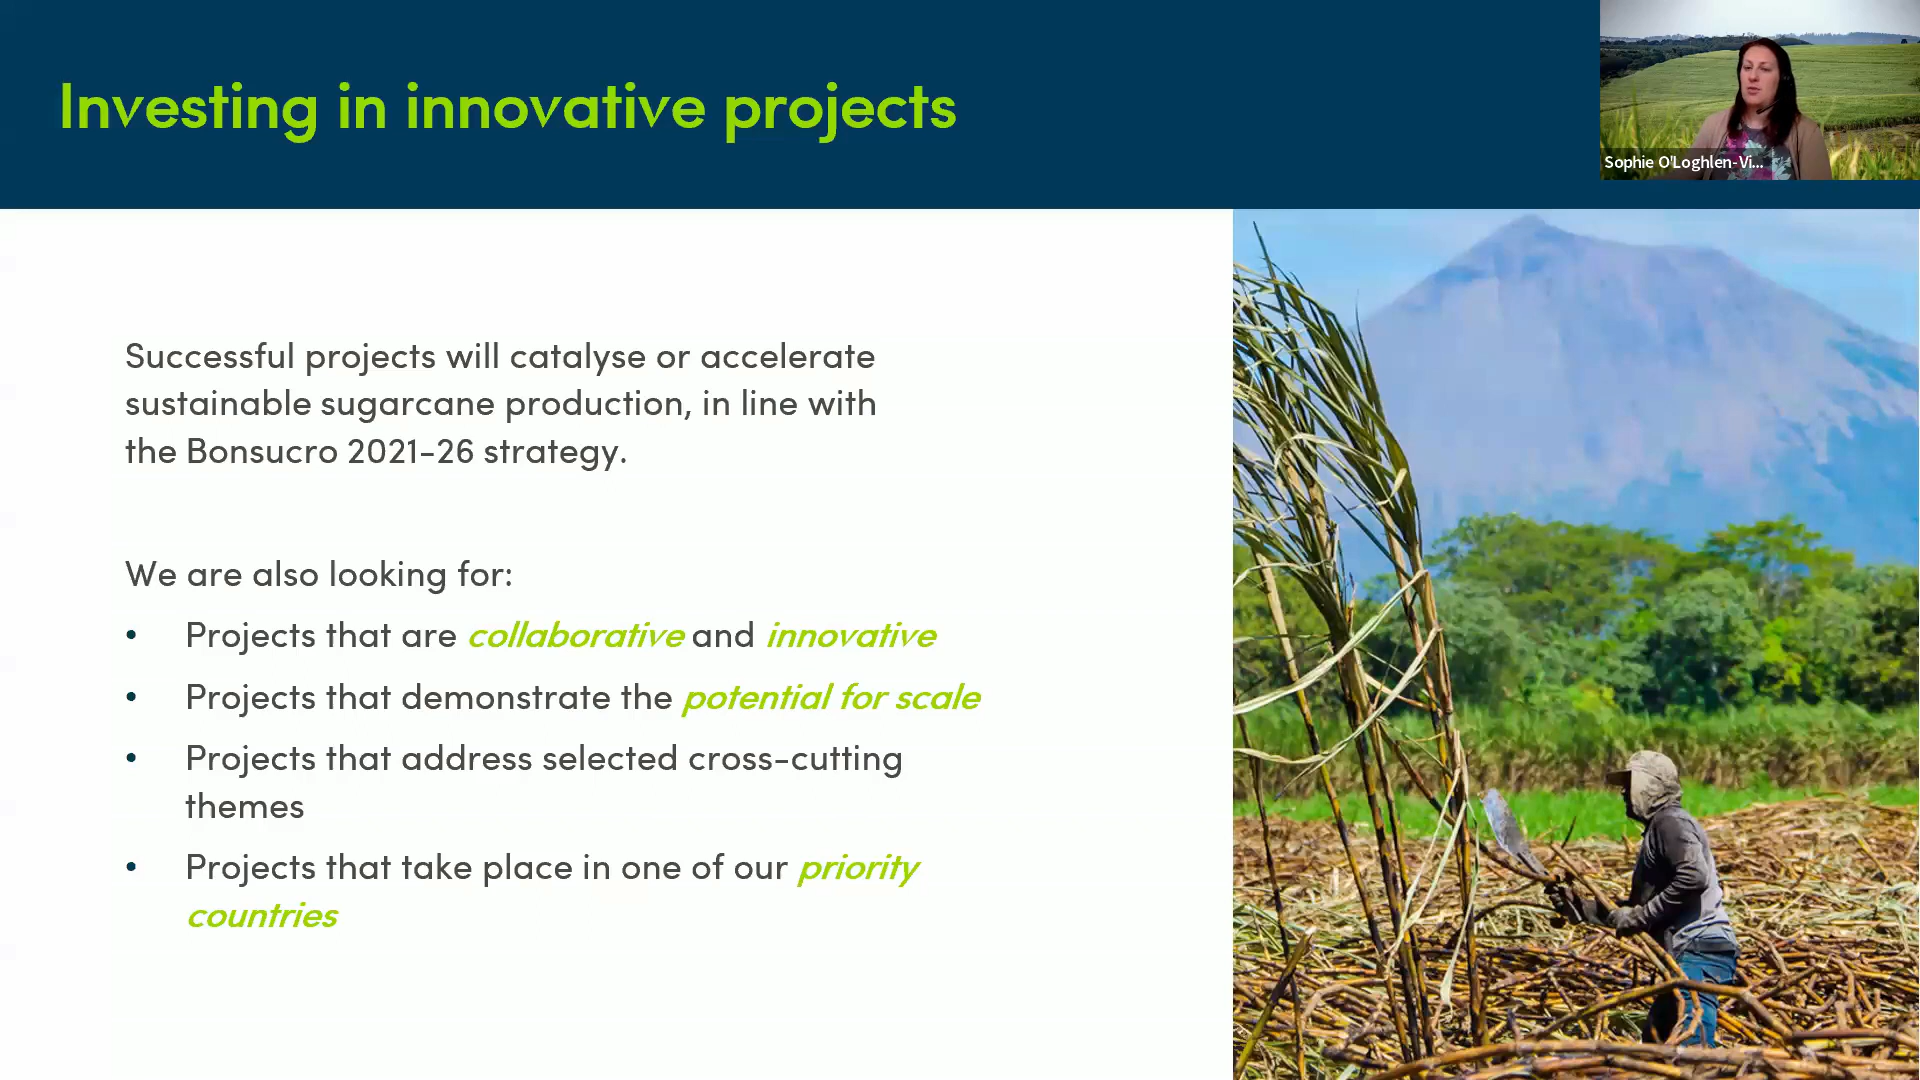 Investing in innovative projects
Sophie O'Loghlen-Vi...
Successful projects will catalyse or accelerate
sustainable sugarcane production, in line with
the Bonsucro 2021-26 strategy.
We are also looking for:
• Projects that are collaborative and innovative
• Projects that demonstrate the potential for scale
• Projects that address selected cross-cutting
themes
• Projects that take place in one of our priority
countries